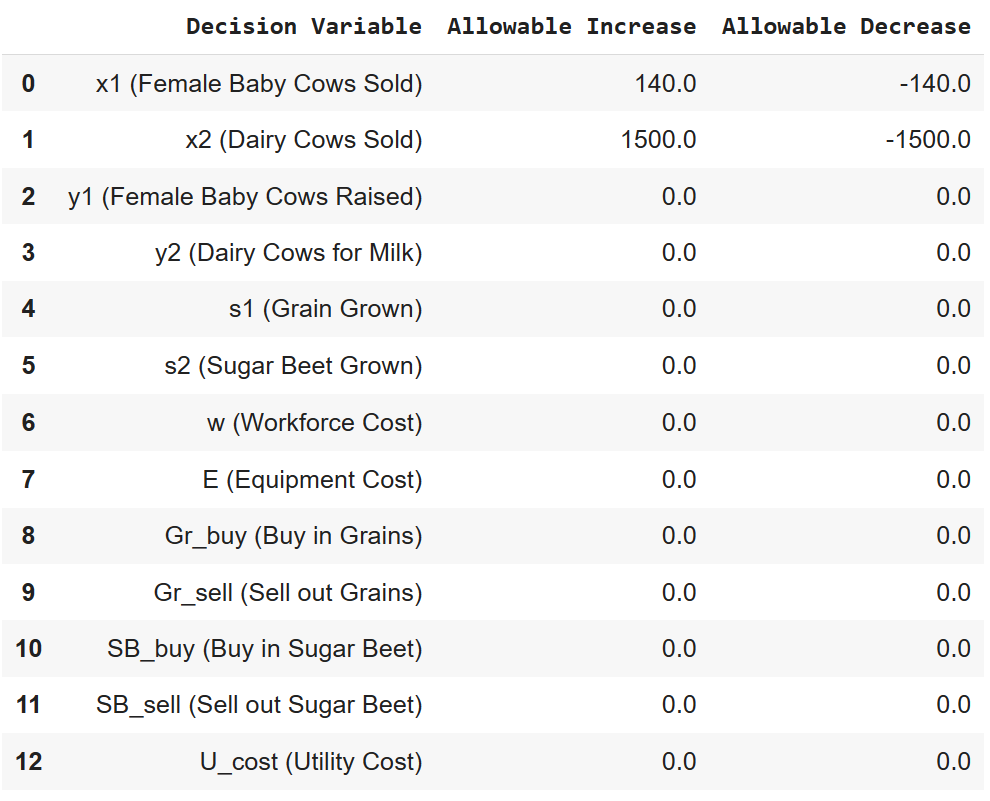 Decision Variable Allowable Increase Allowable Decrease
0 x1 (Female Baby Cows Sold) 140.0 -140.0
1 x2 (Dairy Cows Sold) 1500.0 -1500.0
2 y1 (Female Baby Cows Raised) 0.0 0.0
3 y2 (Dairy Cows for Milk) 0.0 0.0
4 s1 (Grain Grown) 0.0 0.0
5 s2 (Sugar Beet Grown) 0.0 0.0
6 w (Workforce Cost) 0.0 0.0
7 E (Equipment Cost) 0.0 0.0
8 Gr_buy (Buy in Grains) 0.0 0.0
9 Gr_sell (Sell out Grains) 0.0 0.0
10 SB_buy (Buy in Sugar Beet) 0.0 0.0
11 SB_sell (Sell out Sugar Beet) 0.0 0.0
12 U_cost (Utility Cost) 0.0 0.0